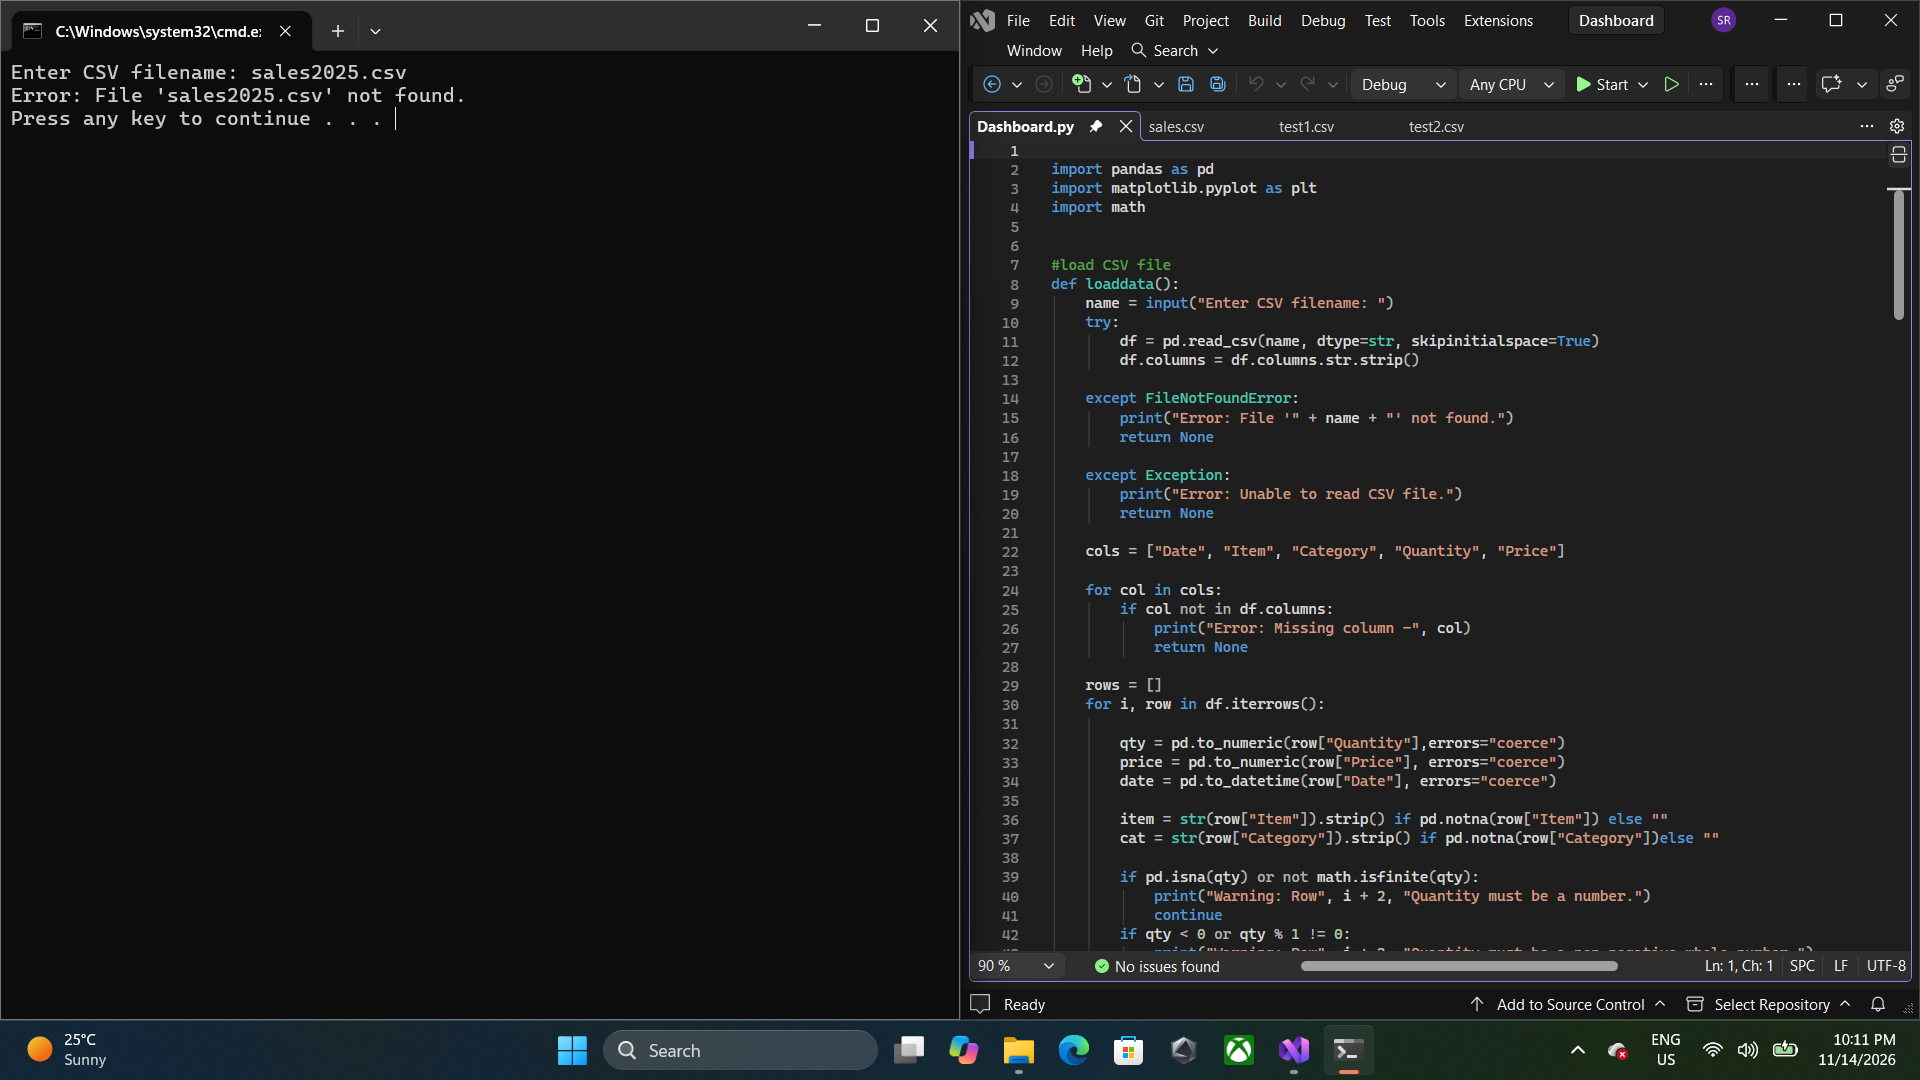 C:\Windows\system32\cmd.e:
Enter CSV filename: sales2025.csv
Error: File 'sales2025.csv' not found.
Press any key to continue . . .
File Edit View Git Project Build Debug Test Tools Extensions Dashboard SR
Window Help Search
Debug Any CPU Start
Dashboard.py sales.csv test1.csv test2.csv
1
2 import pandas as pd
3 import matplotlib.pyplot as plt
4 import math
5
6
7 #load CSV file
8 def loaddata():
9 name = input("Enter CSV filename: ")
10 try:
11 df = pd.read_csv(name, dtype=str, skipinitialspace=True)
12 df.columns = df.columns.str.strip()
13
14 except FileNotFoundError:
15 print("Error: File '" + name + "' not found.")
16 return None
17
18 except Exception:
19 print("Error: Unable to read CSV file.")
20 return None
21
22 cols = ["Date", "Item", "Category", "Quantity", "Price"]
23
24 for col in cols:
25 if col not in df.columns:
26 print("Error: Missing column -", col)
27 return None
28
29 rows = []
30 for i, row in df.iterrows():
31
32 qty = pd.to_numeric(row["Quantity"],errors="coerce")
33 price = pd.to_numeric(row["Price"], errors="coerce")
34 date = pd.to_datetime(row["Date"], errors="coerce")
35
36 item = str(row["Item"]).strip() if pd.notna(row["Item"]) else ""
37 cat = str(row["Category"]).strip() if pd.notna(row["Category"])else ""
38
39 if pd.isna(qty) or not math.isfinite(qty):
40 print("Warning: Row", i + 2, "Quantity must be a number.")
41 continue
42 if qty < 0 or qty % 1 != 0:
90 % No issues found Ln: 1, Ch: 1 SPC LF UTF-8
Ready Add to Source Control Select Repository
25°C
Sunny
Search
ENG
US
10:11 PM
11/14/2026